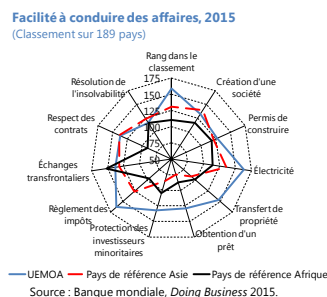 Facilité à conduire des affaires, 2015
(Classement sur 189 pays)
Rang dans le
classement
Création d'une
société
Permis de
construire
Électricité
Transfert de
propriété
Obtention d'un
prêt
Protection des
investisseurs
minoritaires
Règlement des
impôts
Échanges
transfrontaliers
Respect des
contrats
Résolution de
l'insolvabilité
175
150
125
100
75
50
UEMOA
Pays de référence Asie
Pays de référence Afrique
Source : Banque mondiale, Doing Business 2015.